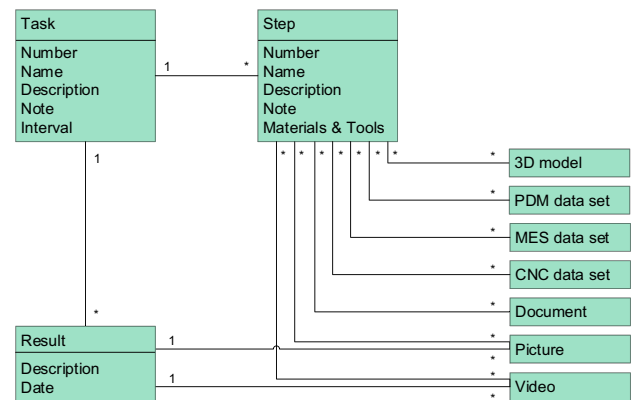 Task
Number
Name
Description
Note
Interval
1
*
Step
Number
Name
Description
Note
Materials & Tools
* * * * * * *
* 3D model
* PDM data set
* MES data set
* CNC data set
* Document
* Picture
*
* Video
*
1
*
Result
Description
Date
1
1